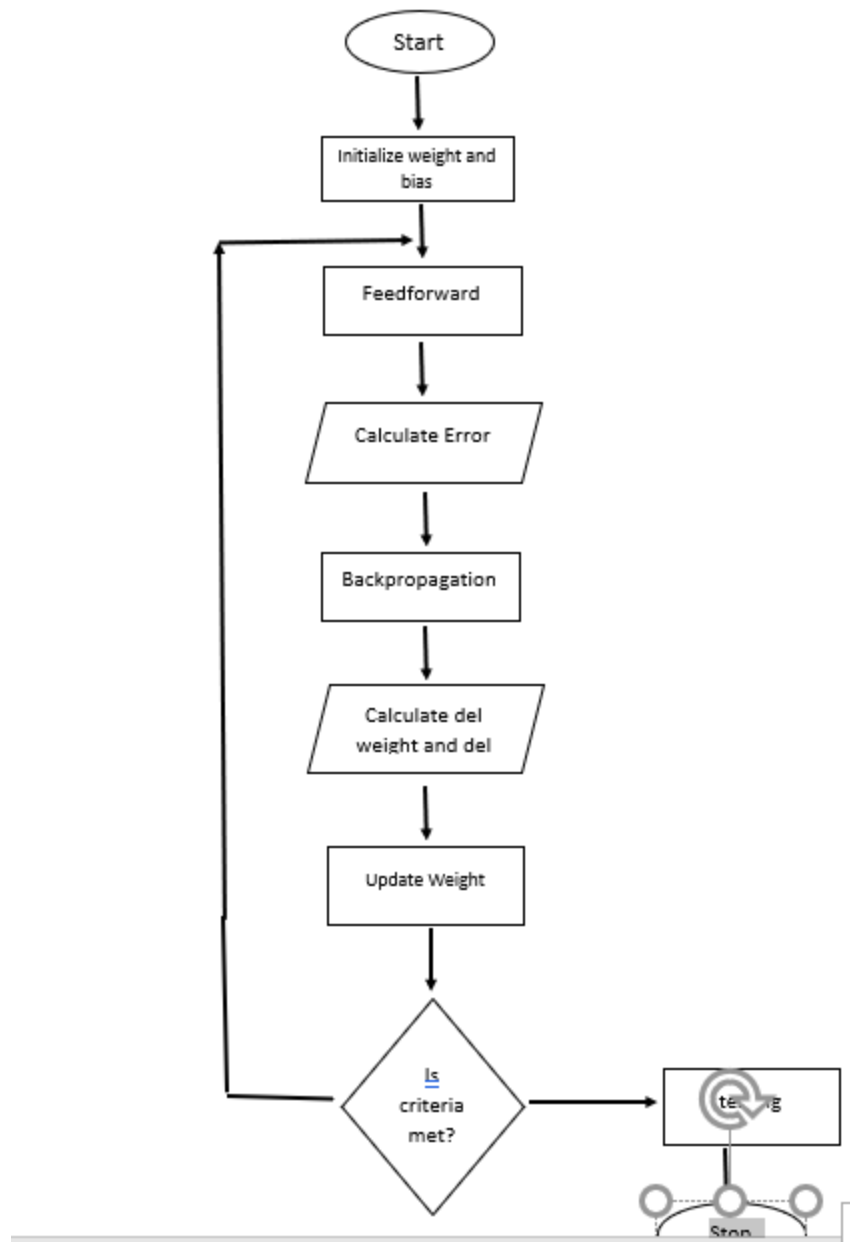 Start
Initialize weight and
bias
Feedforward
Calculate Error
Backpropagation
Calculate del
weight and del
Update Weight
Is
criteria
met?
Stop